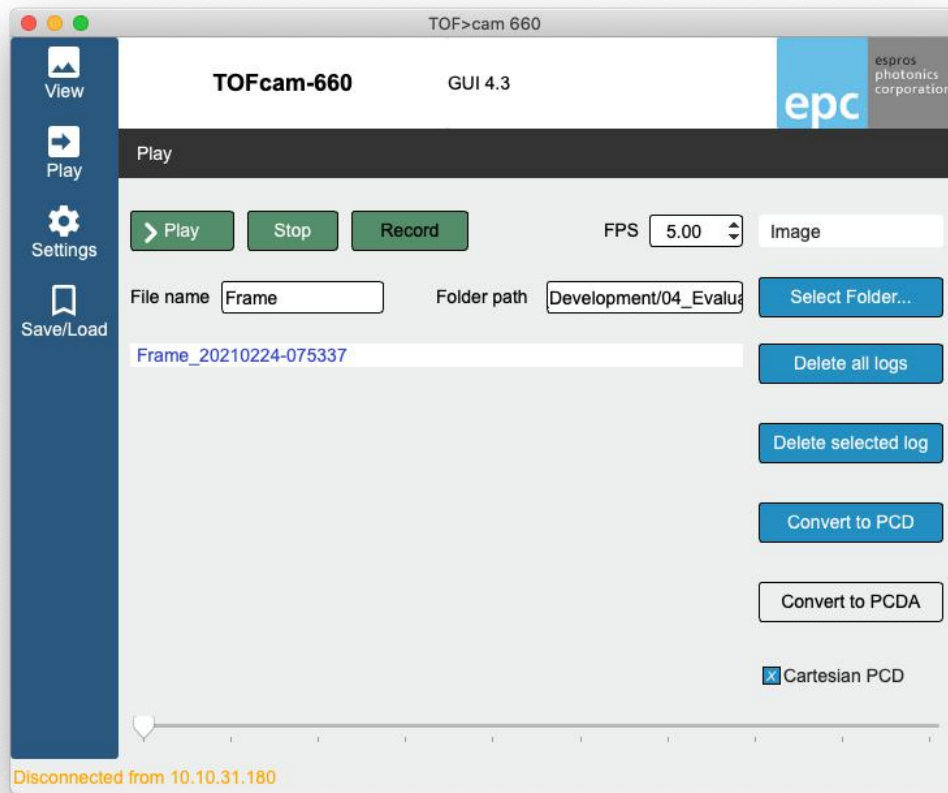 TOF>cam 660
View
Play
Settings
Save/Load
TOFcam-660
GUI 4.3
epc
espros
photonics
corporation
Play
Play
Stop
Record
FPS
5.00
Image
File name
Frame
Folder path
Development/04_Evalua
Select Folder...
Frame_20210224-075337
Delete all logs
Delete selected log
Convert to PCD
Convert to PCDA
x Cartesian PCD
Disconnected from 10.10.31.180